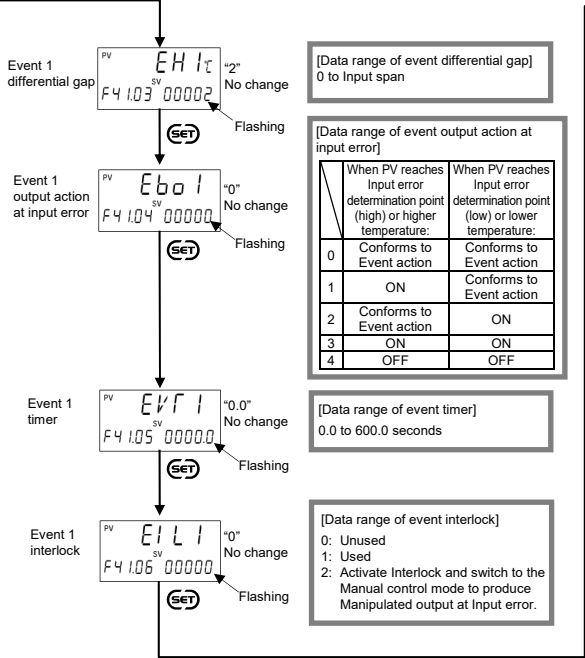 Event 1
differential gap
PV
EH1℃
SV
F41.03 00002
"2"
No change
Flashing
SET
[Data range of event differential gap]
0 to Input span
Event 1
output action
at input error
PV
Ebo1
SV
F41.04 00000
"0"
No change
Flashing
SET
[Data range of event output action at
input error]
When PV reaches
Input error
determination point
(high) or higher
temperature:
When PV reaches
Input error
determination point
(low) or lower
temperature:
0
Conforms to
Event action
Conforms to
Event action
1
ON
Conforms to
Event action
2
Conforms to
Event action
ON
3 ON ON
4 OFF OFF
Event 1
timer
PV
EVT1
SV
F41.05 0000.0
"0.0"
No change
Flashing
SET
[Data range of event timer]
0.0 to 600.0 seconds
Event 1
interlock
PV
EIL1
SV
F41.06 00000
"0"
No change
Flashing
SET
[Data range of event interlock]
0: Unused
1: Used
2: Activate Interlock and switch to the
Manual control mode to produce
Manipulated output at Input error.